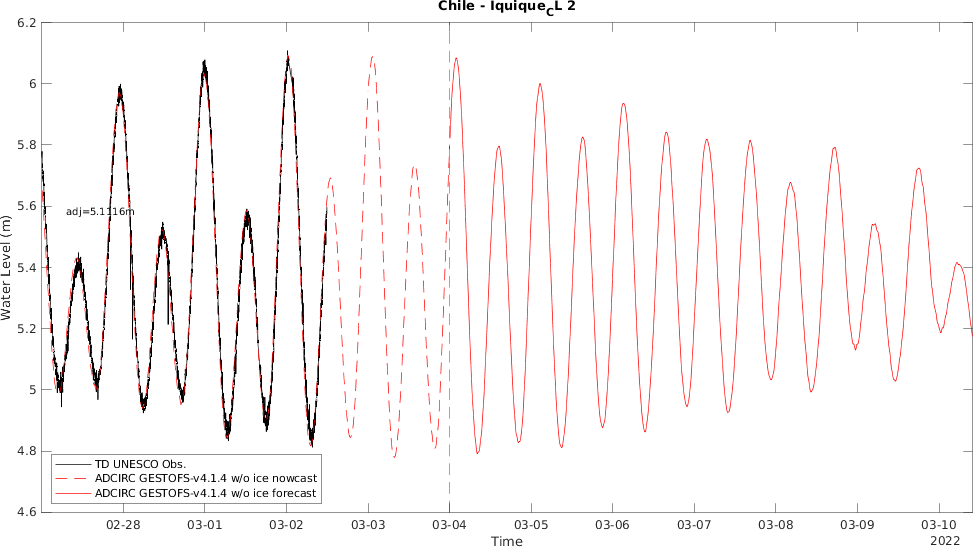 Chile - Iquique_CL 2
6.2
6
5.8
5.6
5.4
5.2
5
4.8
4.6
Water Level (m)
adj=5.1116m
TD UNESCO Obs.
ADCIRC GESTOFS-v4.1.4 w/o ice nowcast
ADCIRC GESTOFS-v4.1.4 w/o ice forecast
02-28 03-01 03-02 03-03 03-04 03-05 03-06 03-07 03-08 03-09 03-10
Time
2022